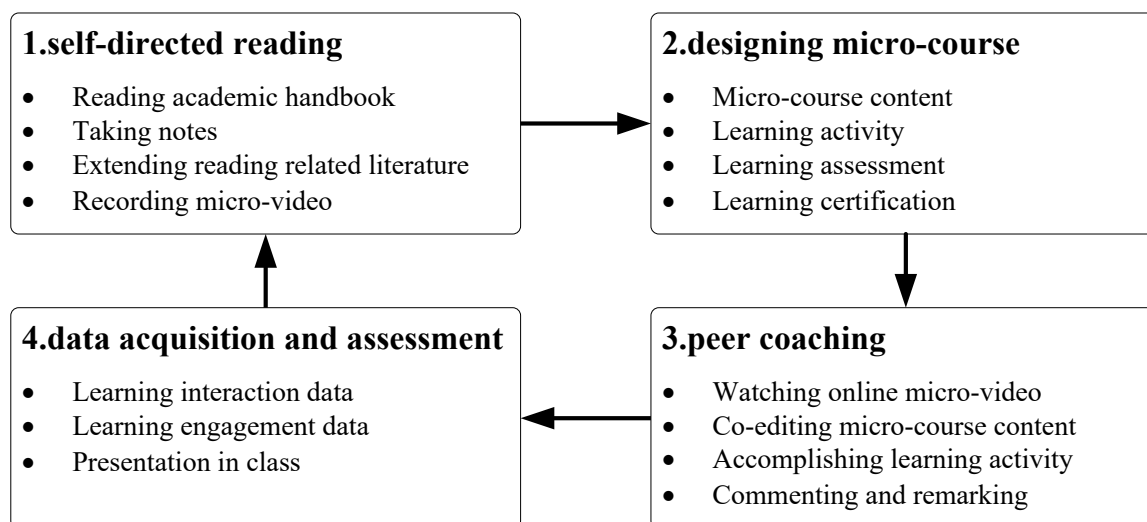 1.self-directed reading
• Reading academic handbook
• Taking notes
• Extending reading related literature
• Recording micro-video
2.designing micro-course
• Micro-course content
• Learning activity
• Learning assessment
• Learning certification
4.data acquisition and assessment
• Learning interaction data
• Learning engagement data
• Presentation in class
3.peer coaching
• Watching online micro-video
• Co-editing micro-course content
• Accomplishing learning activity
• Commenting and remarking